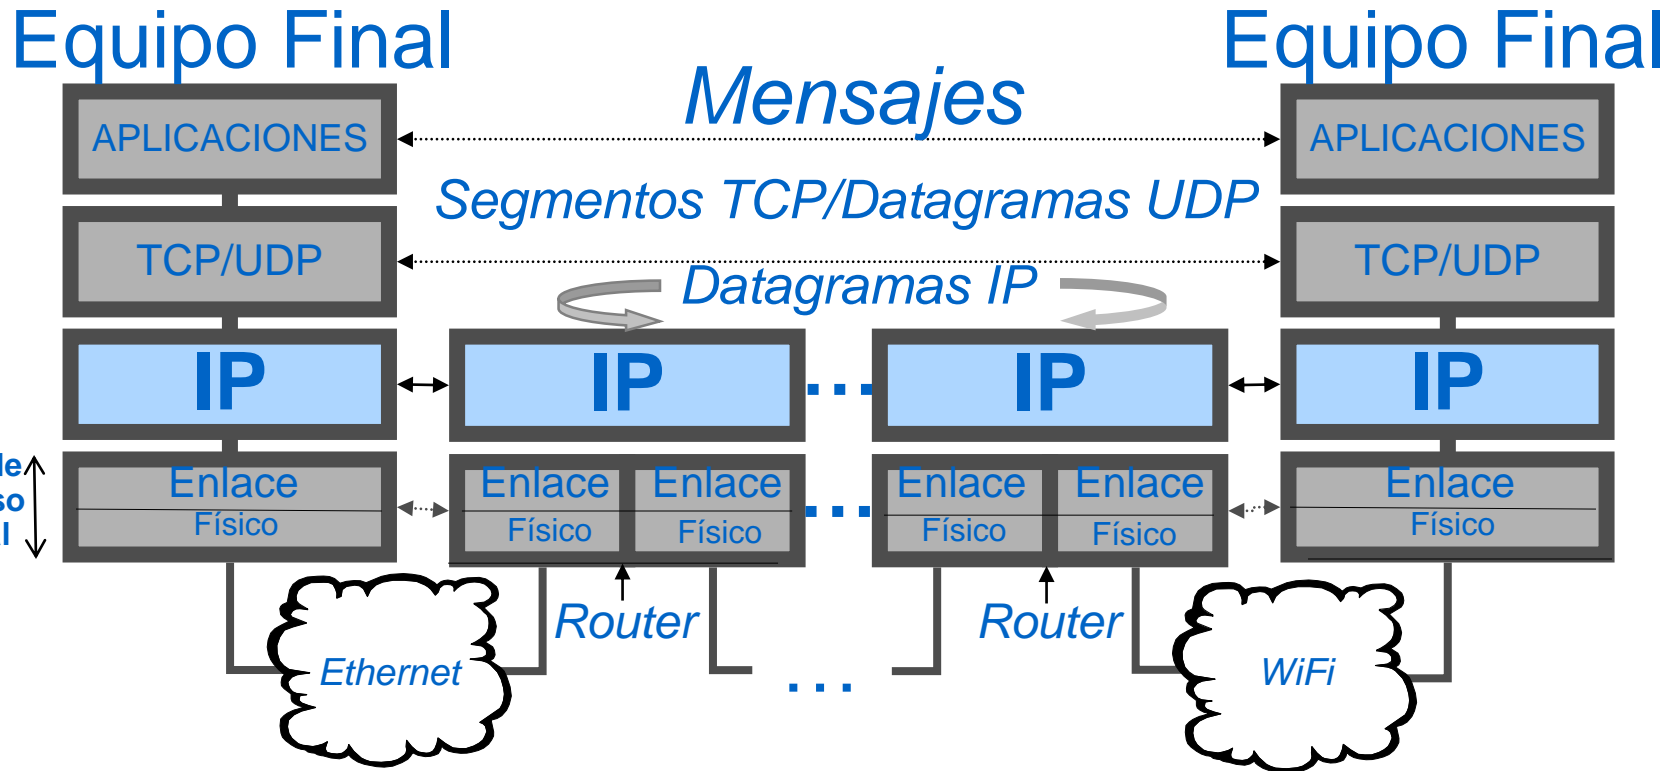 Equipo Final
Equipo Final
Mensajes
APLICACIONES
APLICACIONES
Segmentos TCP/Datagramas UDP
TCP/UDP
TCP/UDP
Datagramas IP
IP
IP
...
IP
IP
Enlace
Físico
Enlace
Físico
Enlace
Físico
...
Enlace
Físico
Enlace
Físico
Enlace
Físico
Router
Router
Ethernet
...
WiFi